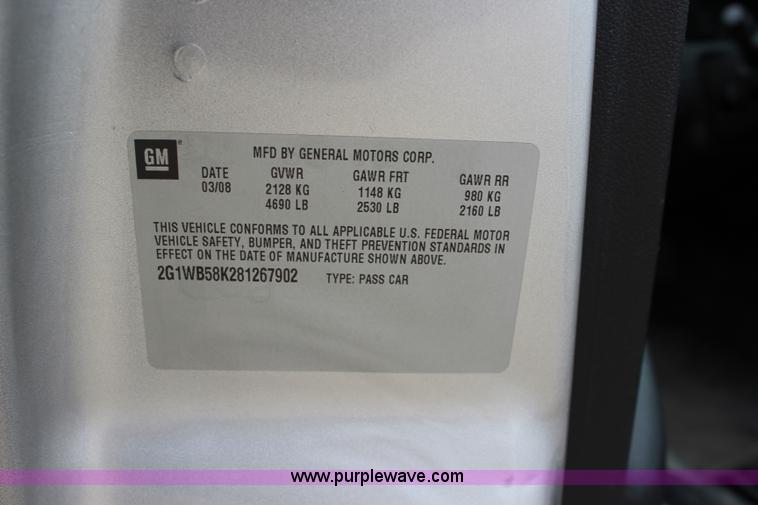 GM
MFD BY GENERAL MOTORS CORP.
DATE GVWR GAWR FRT GAWR RR
03/08 2128 KG 1148 KG 980 KG
4690 LB 2530 LB 2160 LB
THIS VEHICLE CONFORMS TO ALL APPLICABLE U.S. FEDERAL MOTOR
VEHICLE SAFETY, BUMPER, AND THEFT PREVENTION STANDARDS IN
EFFECT ON THE DATE OF MANUFACTURE SHOWN ABOVE.
2G1WB58K281267902 TYPE: PASS CAR
www.purplewave.com